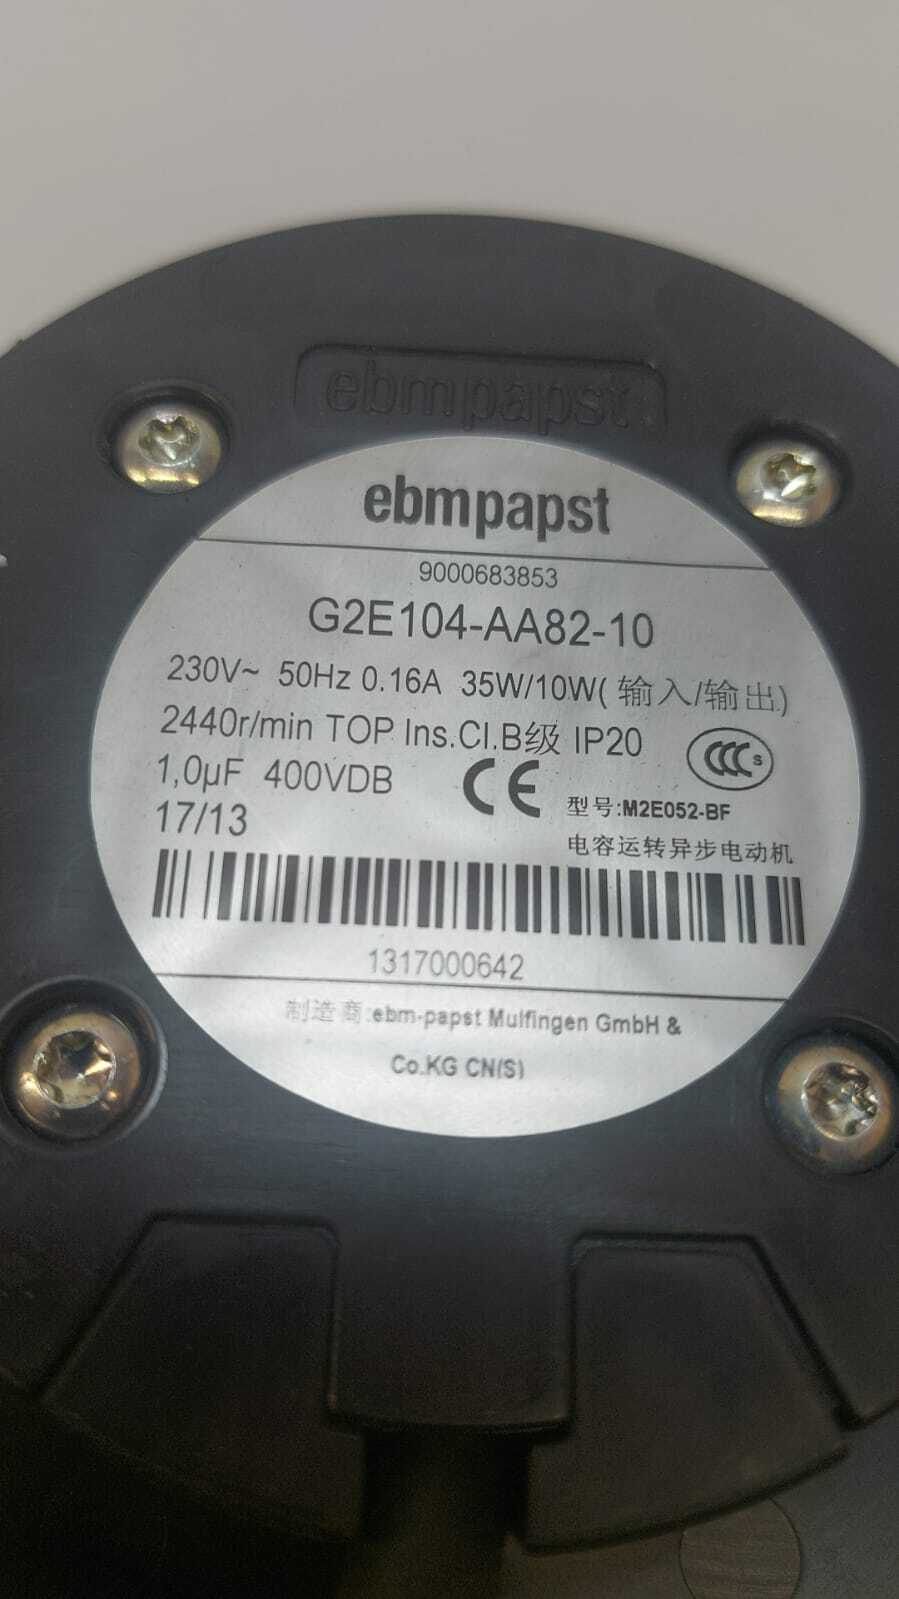 ebmpapst
ebmpapst
9000683853
G2E104-AA82-10
230V~ 50Hz 0.16A 35W/10W( 输入/输出)
2440r/min TOP Ins.Cl.B级 IP20
CCC S
1,0µF 400VDB CE 型号:M2E052-BF
17/13 电容运转异步电动机
1317000642
制造商:ebm-papst Mulfingen GmbH &
Co.KG CN(S)